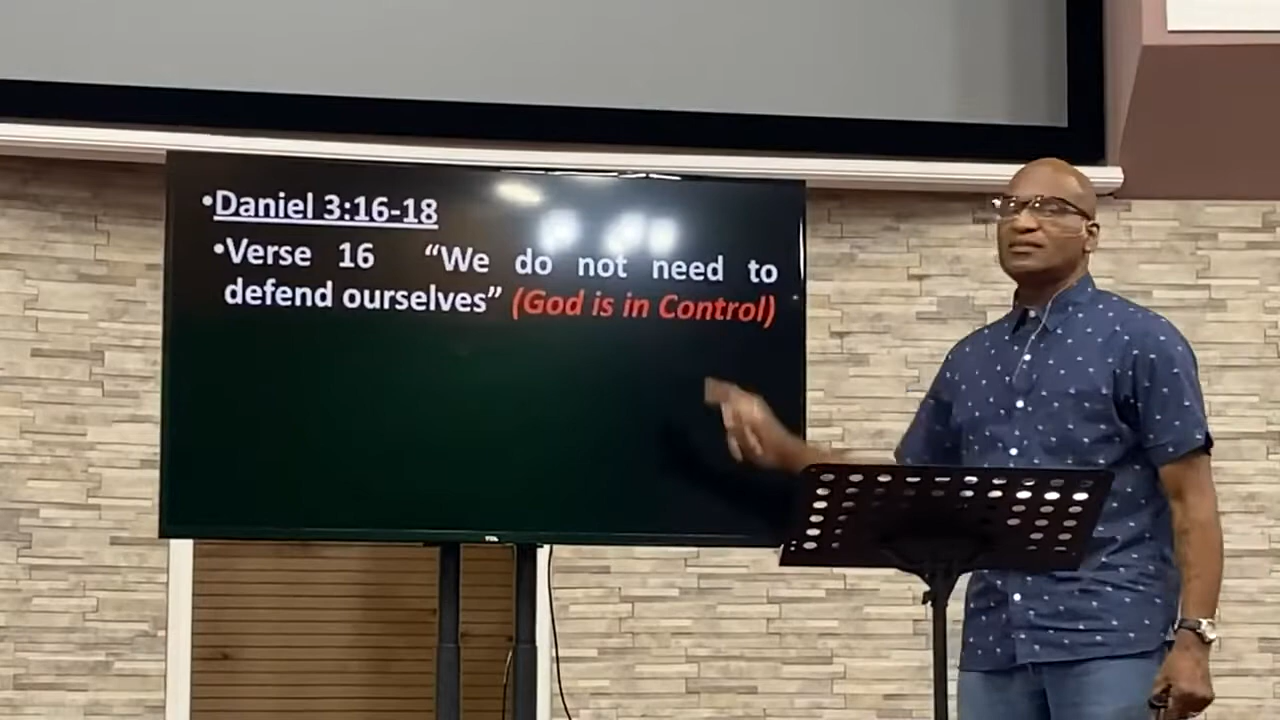 •Daniel 3:16-18
•Verse 16 “We do not need to
defend ourselves” (God is in Control)